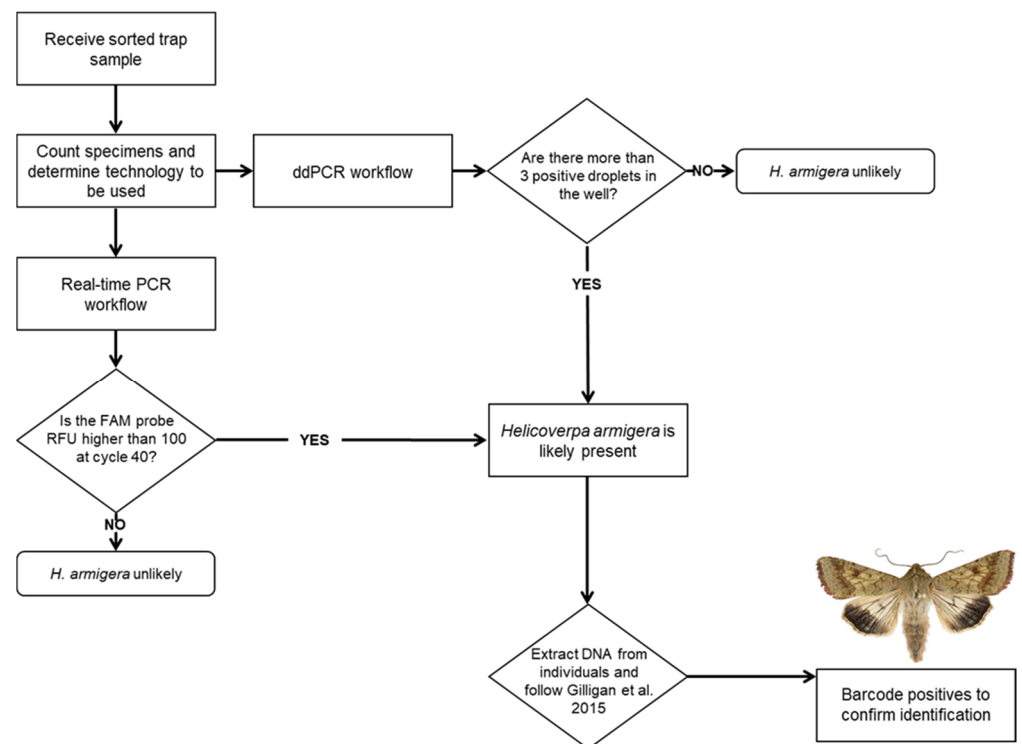 Receive sorted trap
sample
Count specimens and
determine technology to
be used
ddPCR workflow
Are there more than
3 positive droplets in
the well?
NO
H. armigera unlikely
Real-time PCR
workflow
YES
Is the FAM probe
RFU higher than 100
at cycle 40?
YES
Helicoverpa armigera is
likely present
NO
H. armigera unlikely
Extract DNA from
individuals and
follow Gilligan et al.
2015
Barcode positives to
confirm identification